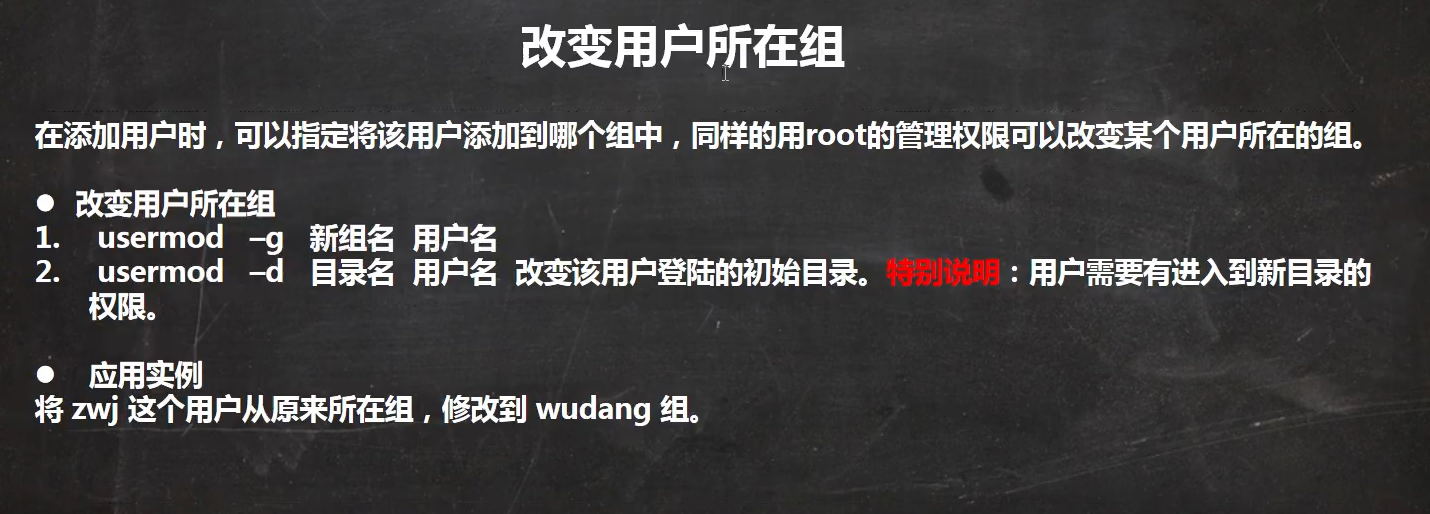 改变用户所在组
在添加用户时，可以指定将该用户添加到哪个组中，同样的用root的管理权限可以改变某个用户所在的组。
● 改变用户所在组
1. usermod –g 新组名 用户名
2. usermod –d 目录名 用户名 改变该用户登陆的初始目录。特别说明：用户需要有进入到新目录的
权限。
● 应用实例
将 zwj 这个用户从原来所在组，修改到 wudang 组。